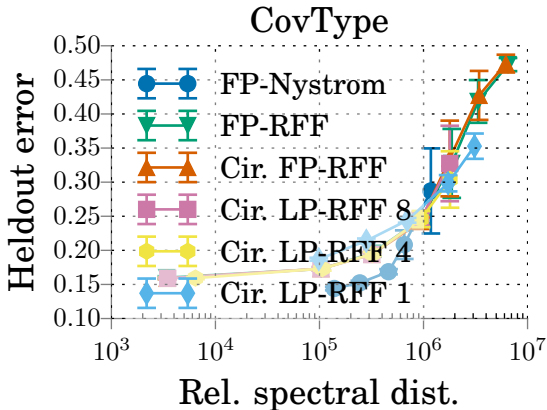 CovType
Heldout error
0.50
0.45
0.40
0.35
0.30
0.25
0.20
0.15
0.10
FP-Nystrom
FP-RFF
Cir. FP-RFF
Cir. LP-RFF 8
Cir. LP-RFF 4
Cir. LP-RFF 1
10³ 10⁴ 10⁵ 10⁶ 10⁷
Rel. spectral dist.